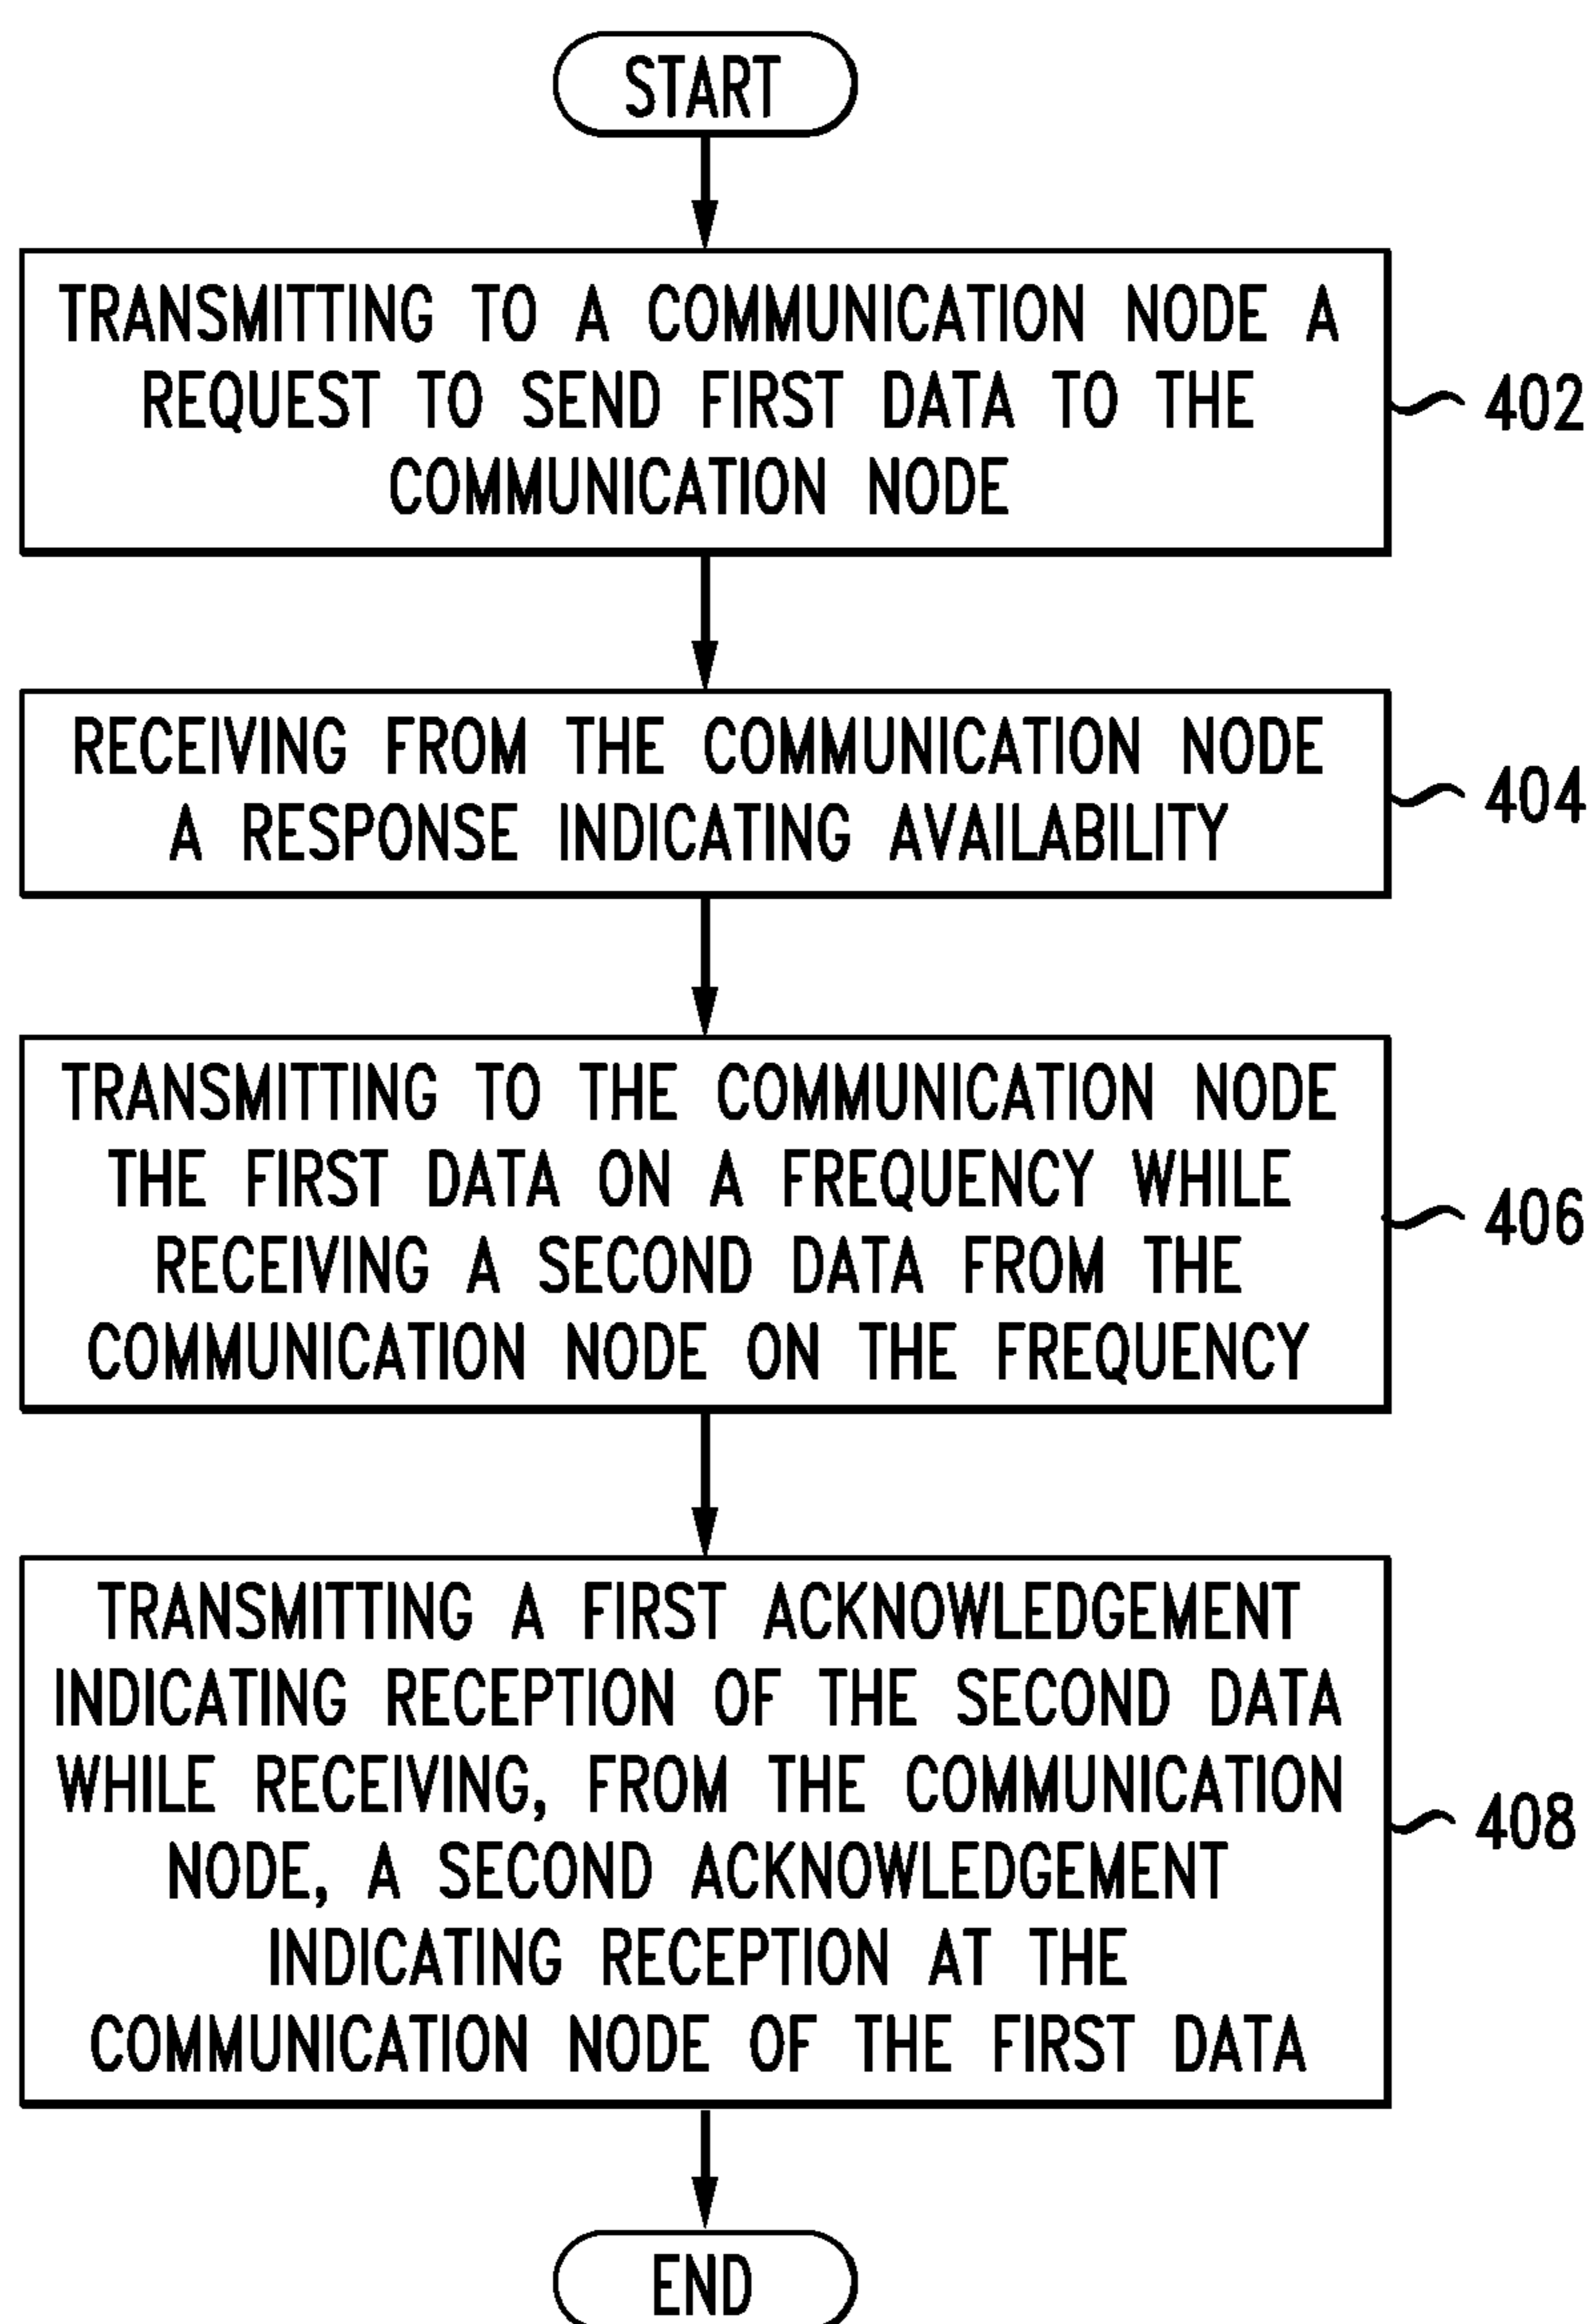 START
TRANSMITTING TO A COMMUNICATION NODE A
REQUEST TO SEND FIRST DATA TO THE
COMMUNICATION NODE
402
RECEIVING FROM THE COMMUNICATION NODE
A RESPONSE INDICATING AVAILABILITY
404
TRANSMITTING TO THE COMMUNICATION NODE
THE FIRST DATA ON A FREQUENCY WHILE
RECEIVING A SECOND DATA FROM THE
COMMUNICATION NODE ON THE FREQUENCY
406
TRANSMITTING A FIRST ACKNOWLEDGEMENT
INDICATING RECEPTION OF THE SECOND DATA
WHILE RECEIVING, FROM THE COMMUNICATION
NODE, A SECOND ACKNOWLEDGEMENT
INDICATING RECEPTION AT THE
COMMUNICATION NODE OF THE FIRST DATA
408
END